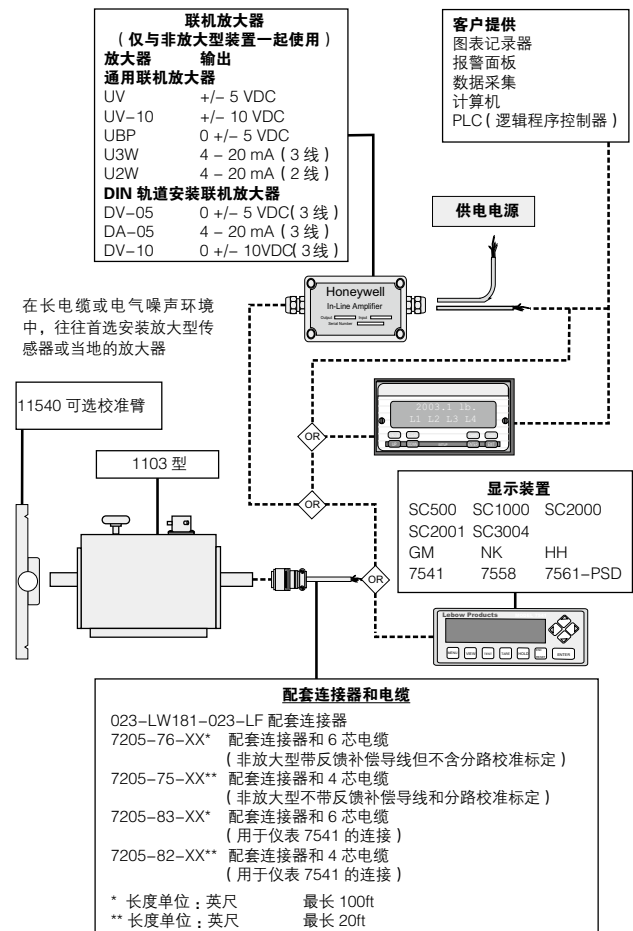 联机放大器
（仅与非放大型装置一起使用）
放大器 输出
通用联机放大器
UV +/– 5 VDC
UV–10 +/– 10 VDC
UBP 0 +/– 5 VDC
U3W 4 – 20 mA（3 线）
U2W 4 – 20 mA（2 线）
DIN 轨道安装联机放大器
DV–05 0 +/– 5 VDC（3 线）
DA–05 4 – 20 mA（3 线）
DV–10 0 +/– 10VDC（3 线）
客户提供
图表记录器
报警面板
数据采集
计算机
PLC（逻辑程序控制器）
供电电源
Honeywell
In-Line Amplifier
Output Input
Serial Number
在长电缆或电气噪声环境
中，往往首选安装放大型传
感器或当地的放大器
2003.1 lb.
L1 L2 L3 L4
OR
OR
OR
11540 可选校准臂
1103 型
显示装置
SC500 SC1000 SC2000
SC2001 SC3004
GM NK HH
7541 7558 7561–PSD
Lebow Products
MENU VIEW TARE HOLD ENTER
配套连接器和电缆
023–LW181–023–LF 配套连接器
7205–76–XX* 配套连接器和 6 芯电缆
（非放大型带反馈补偿导线但不含分路校准标定）
7205–75–XX** 配套连接器和 4 芯电缆
（非放大型不带反馈补偿导线和分路校准标定）
7205–83–XX* 配套连接器和 6 芯电缆
（用于仪表 7541 的连接）
7205–82–XX** 配套连接器和 4 芯电缆
（用于仪表 7541 的连接）
* 长度单位：英尺 最长 100ft
** 长度单位：英尺 最长 20ft